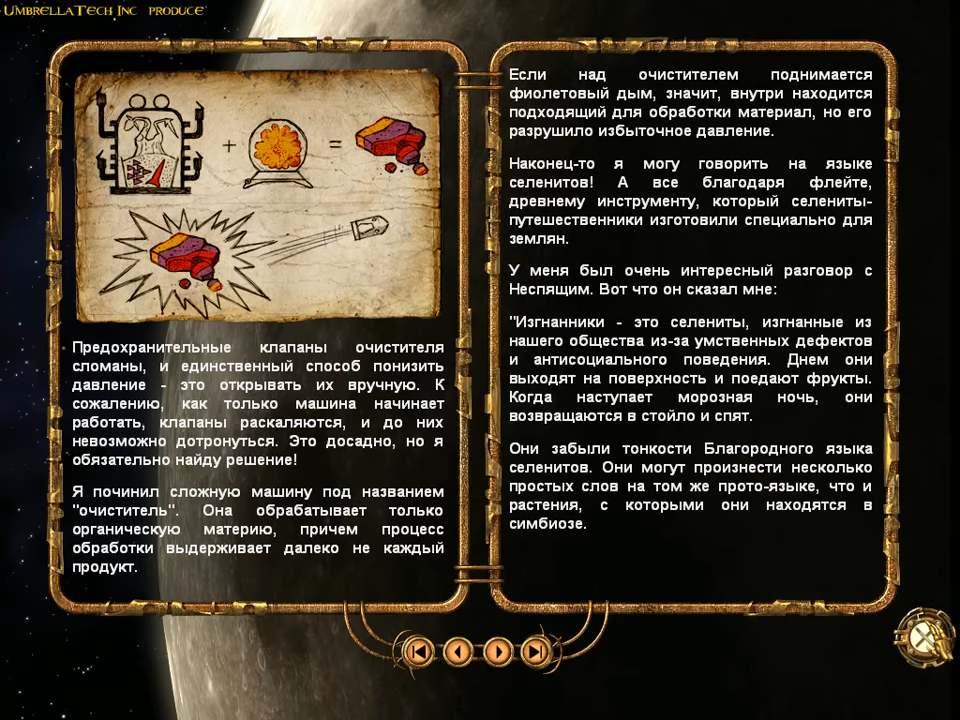 UmbrellaTech Inc produce
Предохранительные клапаны очистителя
сломаны, и единственный способ понизить
давление - это открывать их вручную. К
сожалению, как только машина начинает
работать, клапаны раскаляются, и до них
невозможно дотронуться. Это досадно, но я
обязательно найду решение!
Я починил сложную машину под названием
"очиститель". Она обрабатывает только
органическую материю, причем процесс
обработки выдерживает далеко не каждый
продукт.
Если над очистителем поднимается
фиолетовый дым, значит, внутри находится
подходящий для обработки материал, но его
разрушило избыточное давление.
Наконец-то я могу говорить на языке
селенитов! А все благодаря флейте,
древнему инструменту, который селениты-
путешественники изготовили специально для
землян.
У меня был очень интересный разговор с
Неспящим. Вот что он сказал мне:
"Изгнанники - это селениты, изгнанные из
нашего общества из-за умственных дефектов
и антисоциального поведения. Днем они
выходят на поверхность и поедают фрукты.
Когда наступает морозная ночь, они
возвращаются в стойло и спят.
Они забыли тонкости Благородного языка
селенитов. Они могут произнести несколько
простых слов на том же прото-языке, что и
растения, с которыми они находятся в
симбиозе.